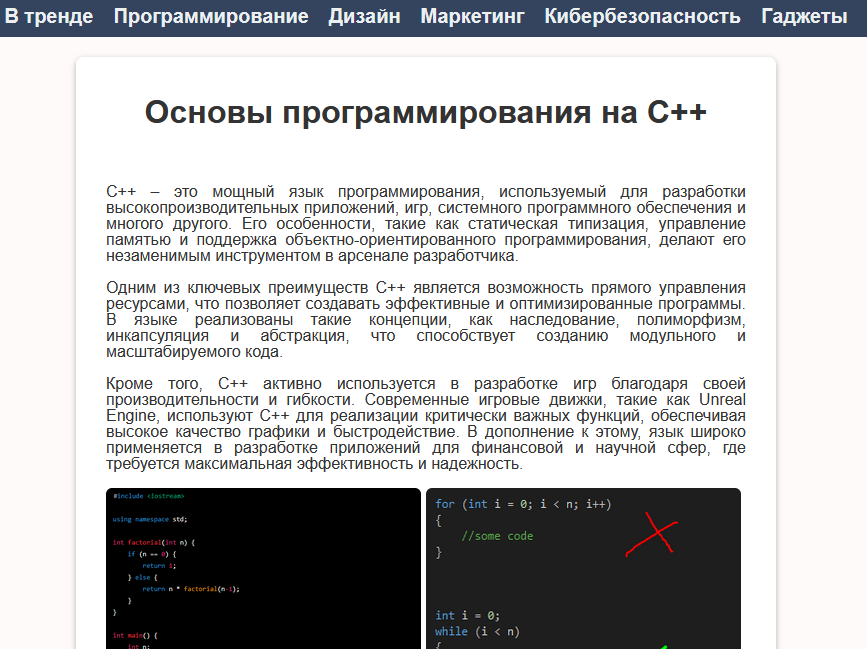 В тренде Программирование Дизайн Маркетинг Кибербезопасность Гаджеты
Основы программирования на C++
C++ – это мощный язык программирования, используемый для разработки
высокопроизводительных приложений, игр, системного программного обеспечения и
многого другого. Его особенности, такие как статическая типизация, управление
памятью и поддержка объектно-ориентированного программирования, делают его
незаменимым инструментом в арсенале разработчика.
Одним из ключевых преимуществ C++ является возможность прямого управления
ресурсами, что позволяет создавать эффективные и оптимизированные программы.
В языке реализованы такие концепции, как наследование, полиморфизм,
инкапсуляция и абстракция, что способствует созданию модульного и
масштабируемого кода.
Кроме того, C++ активно используется в разработке игр благодаря своей
производительности и гибкости. Современные игровые движки, такие как Unreal
Engine, используют C++ для реализации критически важных функций, обеспечивая
высокое качество графики и быстродействие. В дополнение к этому, язык широко
применяется в разработке приложений для финансовой и научной сфер, где
требуется максимальная эффективность и надежность.
#include <iostream>
using namespace std;
int factorial(int n) {
if (n == 0) {
return 1;
} else {
return n * factorial(n-1);
}
}
int main() {
int n;
for (int i = 0; i < n; i++)
{
//some code
}
int i = 0;
while (i < n)
{